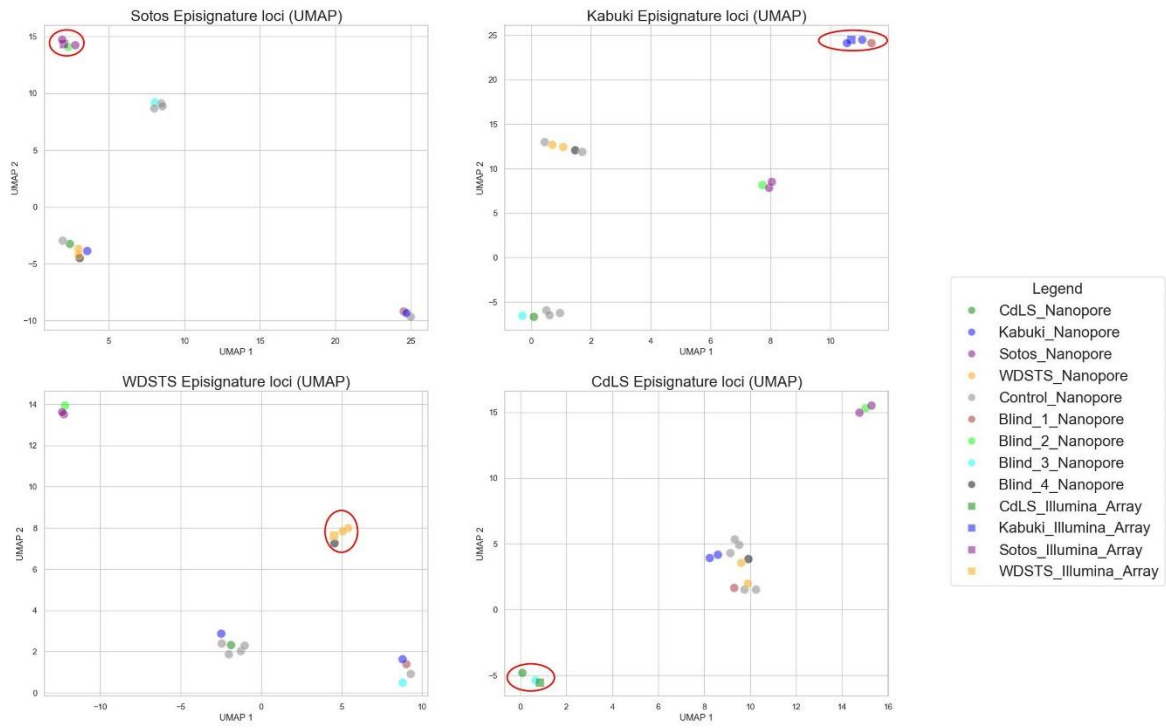 Sotos Episignature loci (UMAP)
15
10
5
0
−5
−10
UMAP 2
5
10
15
20
25
UMAP 1
Kabuki Episignature loci (UMAP)
25
20
15
10
5
0
−5
UMAP 2
0
2
4
6
8
10
UMAP 1
WDSTS Episignature loci (UMAP)
14
12
10
8
6
4
2
0
UMAP 2
−10
−5
0
5
10
UMAP 1
CdLS Episignature loci (UMAP)
15
10
5
0
−5
UMAP 2
0
2
4
6
8
10
12
14
16
UMAP 1
Legend
CdLS_Nanopore
Kabuki_Nanopore
Sotos_Nanopore
WDSTS_Nanopore
Control_Nanopore
Blind_1_Nanopore
Blind_2_Nanopore
Blind_3_Nanopore
Blind_4_Nanopore
CdLS_Illumina_Array
Kabuki_Illumina_Array
Sotos_Illumina_Array
WDSTS_Illumina_Array